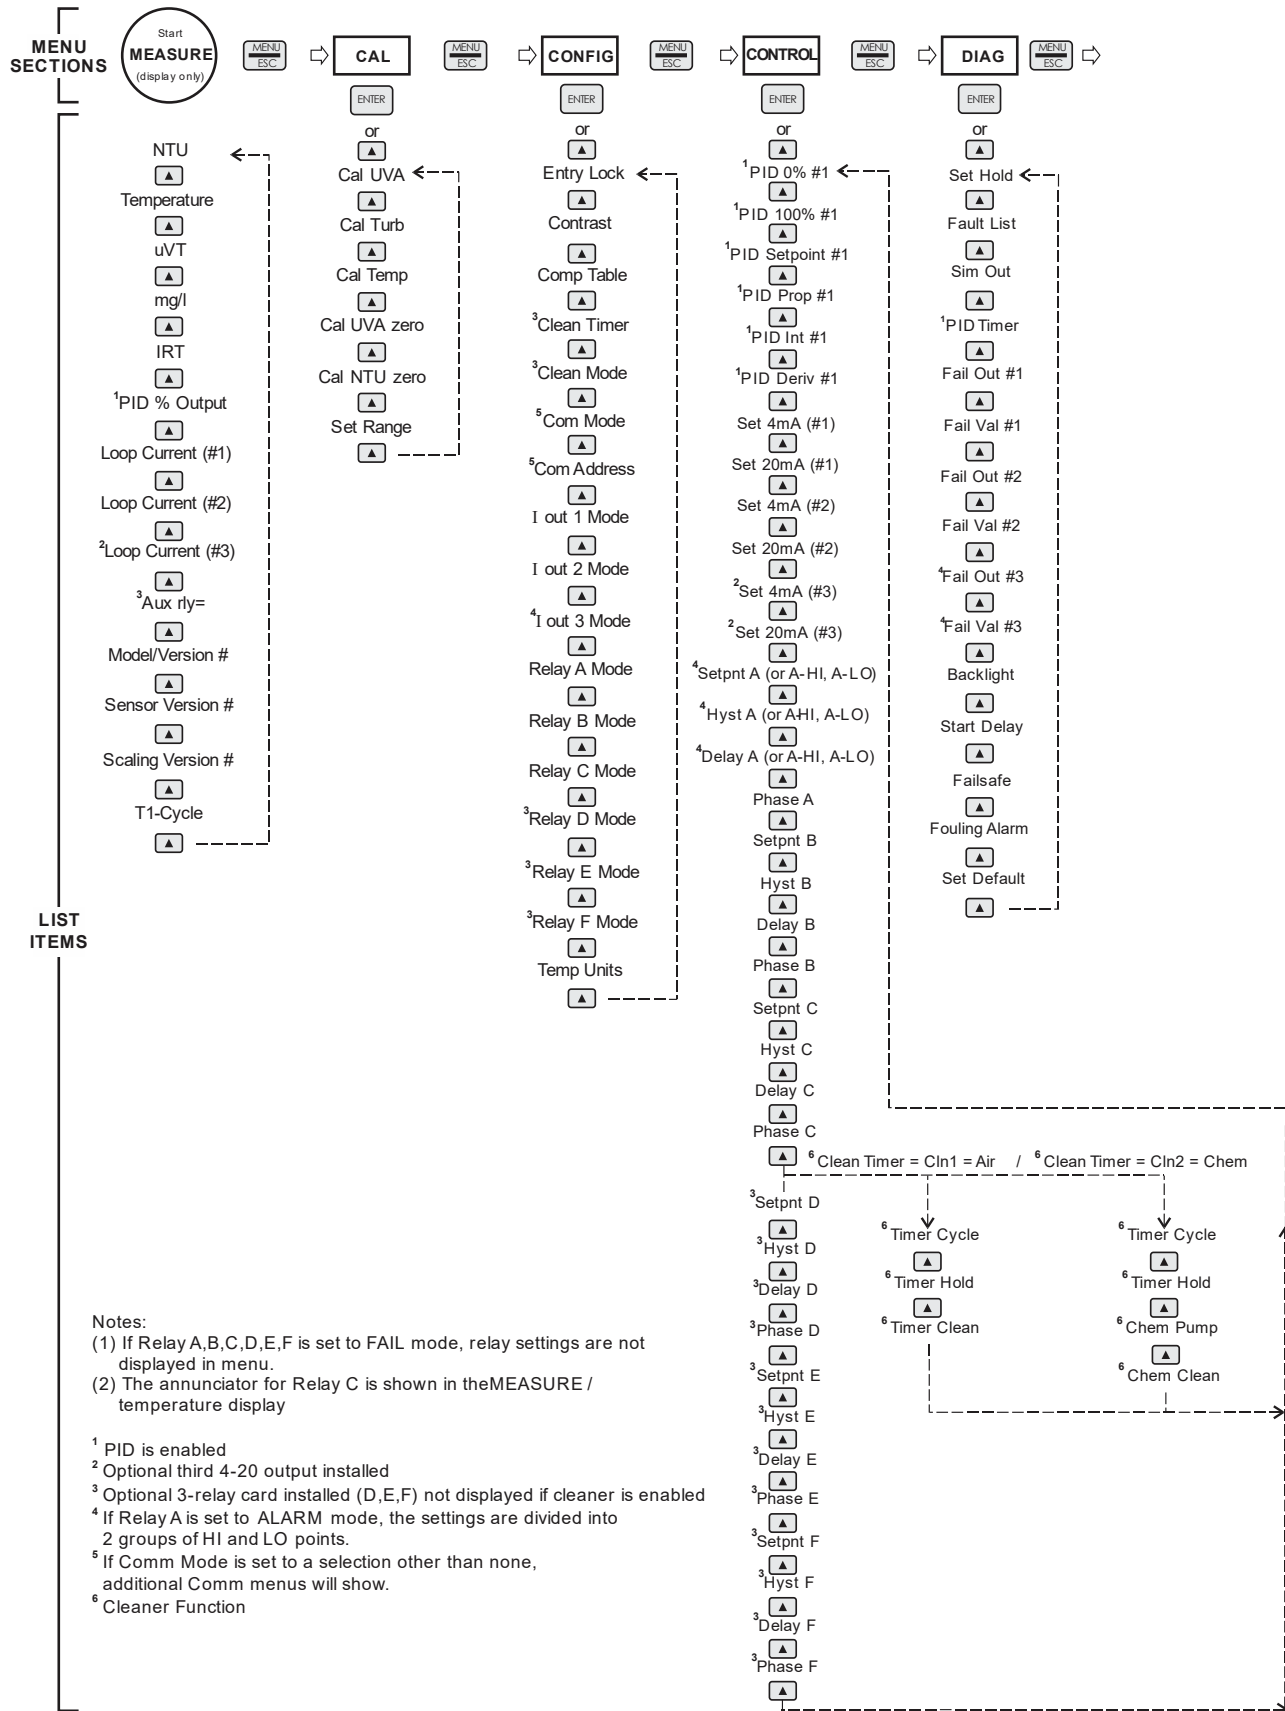 MENU
SECTIONS
Start
MEASURE
(display only)
MENU
ESC
CAL
MENU
ESC
CONFIG
MENU
ESC
CONTROL
MENU
ESC
DIAG
MENU
ESC
ENTER
ENTER
ENTER
ENTER
or
or
or
or
LIST
ITEMS
NTU
Temperature
uVT
mg/l
IRT
¹PID % Output
Loop Current (#1)
Loop Current (#2)
²Loop Current (#3)
³Aux rly=
Model/Version #
Sensor Version #
Scaling Version #
T1-Cycle
Cal UVA
Cal Turb
Cal Temp
Cal UVA zero
Cal NTU zero
Set Range
Entry Lock
Contrast
Comp Table
³Clean Timer
³Clean Mode
⁵Com Mode
⁵Com Address
I out 1 Mode
I out 2 Mode
⁴I out 3 Mode
Relay A Mode
Relay B Mode
Relay C Mode
³Relay D Mode
³Relay E Mode
³Relay F Mode
Temp Units
¹PID 0% #1
¹PID 100% #1
¹PID Setpoint #1
¹PID Prop #1
¹PID Int #1
¹PID Deriv #1
Set 4mA (#1)
Set 20mA (#1)
Set 4mA (#2)
Set 20mA (#2)
²Set 4mA (#3)
²Set 20mA (#3)
⁴Setpnt A (or A-HI, A-LO)
⁴Hyst A (or A-HI, A-LO)
⁴Delay A (or A-HI, A-LO)
Phase A
Setpnt B
Hyst B
Delay B
Phase B
Setpnt C
Hyst C
Delay C
Phase C
³Setpnt D
³Hyst D
³Delay D
³Phase D
³Setpnt E
³Hyst E
³Delay E
³Phase E
³Setpnt F
³Hyst F
³Delay F
³Phase F
⁶Clean Timer = Cln1 = Air / ⁶Clean Timer = Cln2 = Chem
⁶Timer Cycle
⁶Timer Hold
⁶Timer Clean
⁶Timer Cycle
⁶Timer Hold
⁶Chem Pump
⁶Chem Clean
Set Hold
Fault List
Sim Out
¹PID Timer
Fail Out #1
Fail Val #1
Fail Out #2
Fail Val #2
⁴Fail Out #3
⁴Fail Val #3
Backlight
Start Delay
Failsafe
Fouling Alarm
Set Default
Notes:
(1) If Relay A,B,C,D,E,F is set to FAIL mode, relay settings are not
displayed in menu.
(2) The annunciator for Relay C is shown in theMEASURE /
temperature display
¹ PID is enabled
² Optional third 4-20 output installed
³ Optional 3-relay card installed (D,E,F) not displayed if cleaner is enabled
⁴ If Relay A is set to ALARM mode, the settings are divided into
2 groups of HI and LO points.
⁵ If Comm Mode is set to a selection other than none,
additional Comm menus will show.
⁶ Cleaner Function